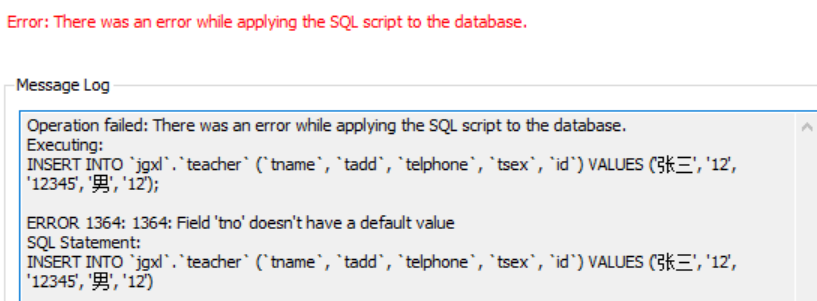 Error: There was an error while applying the SQL script to the database.
Message Log
Operation failed: There was an error while applying the SQL script to the database.
Executing:
INSERT INTO `jgxl`.`teacher` (`tname`, `tadd`, `telphone`, `tsex`, `id`) VALUES ('张三', '12',
'12345', '男', '12');
ERROR 1364: 1364: Field 'tno' doesn't have a default value
SQL Statement:
INSERT INTO `jgxl`.`teacher` (`tname`, `tadd`, `telphone`, `tsex`, `id`) VALUES ('张三', '12',
'12345', '男', '12')